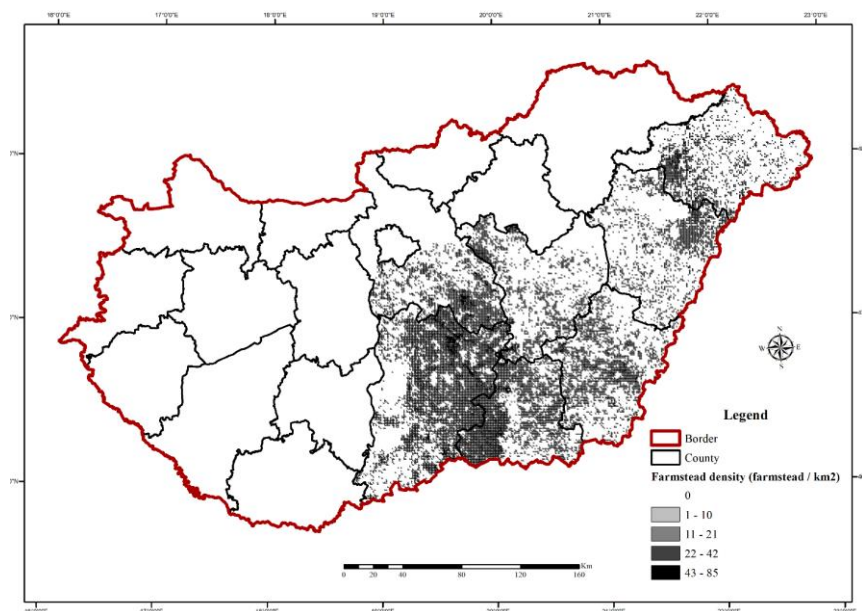 16°0'0"E 17°0'0"E 18°0'0"E 19°0'0"E 20°0'0"E 21°0'0"E 22°0'0"E 23°0'0"E
N
W E
S
Legend
Border
County
Farmstead density (farmstead / km2)
0
1 - 10
11 - 21
22 - 42
43 - 85
Km
0 10 20 40 80 120 160